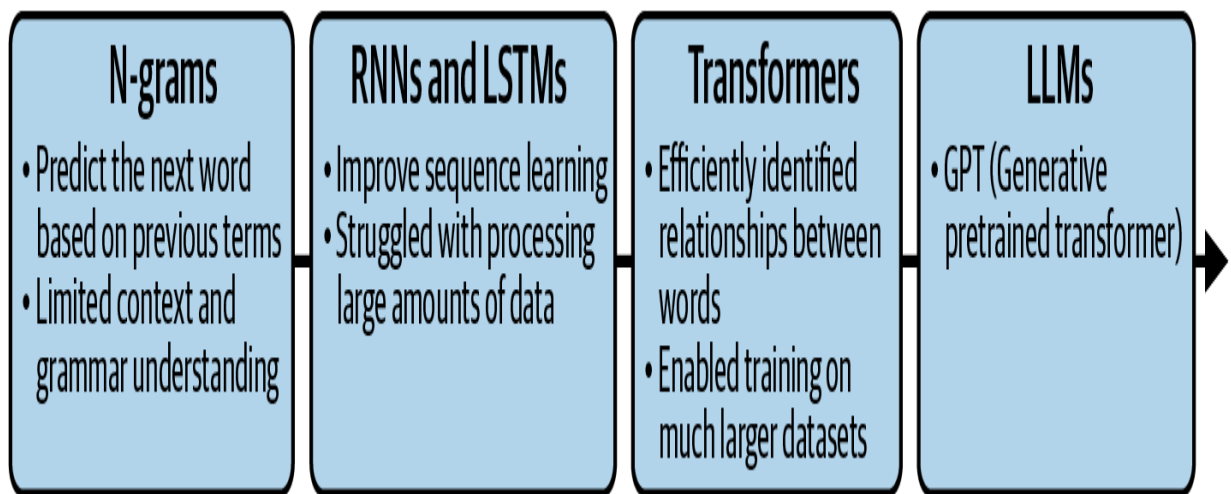 N-grams
• Predict the next word
based on previous terms
• Limited context and
grammar understanding
RNNs and LSTMs
• Improve sequence learning
• Struggled with processing
large amounts of data
Transformers
• Efficiently identified
relationships between
words
• Enabled training on
much larger datasets
LLMs
• GPT (Generative
pretrained transformer)